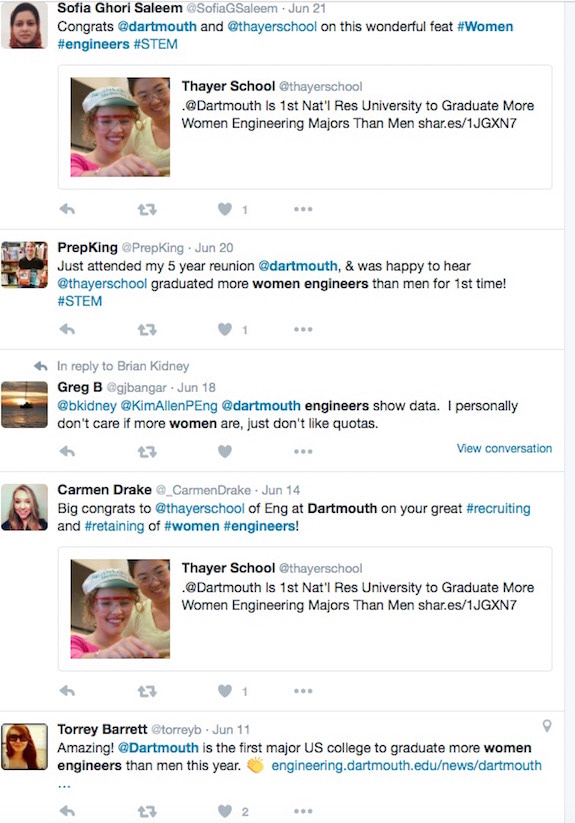 Sofia Ghori Saleem @SofiaGSaleem · Jun 21
Congrats @dartmouth and @thayerschool on this wonderful feat #Women
#engineers #STEM
Thayer School @thayerschool
.@Dartmouth Is 1st Nat'l Res University to Graduate More
Women Engineering Majors Than Men shar.es/1JGXN7
1
PrepKing @PrepKing · Jun 20
Just attended my 5 year reunion @dartmouth, & was happy to hear
@thayerschool graduated more women engineers than men for 1st time!
#STEM
1
In reply to Brian Kidney
Greg B @gjbangar · Jun 18
@bkidney @KimAllenPEng @dartmouth engineers show data. I personally
don't care if more women are, just don't like quotas.
View conversation
Carmen Drake @_CarmenDrake · Jun 14
Big congrats to @thayerschool of Eng at Dartmouth on your great #recruiting
and #retaining of #women #engineers!
Thayer School @thayerschool
.@Dartmouth Is 1st Nat'l Res University to Graduate More
Women Engineering Majors Than Men shar.es/1JGXN7
1
Torrey Barrett @torreyb · Jun 11
Amazing! @Dartmouth is the first major US college to graduate more women
engineers than men this year. 👏 engineering.dartmouth.edu/news/dartmouth
...
2